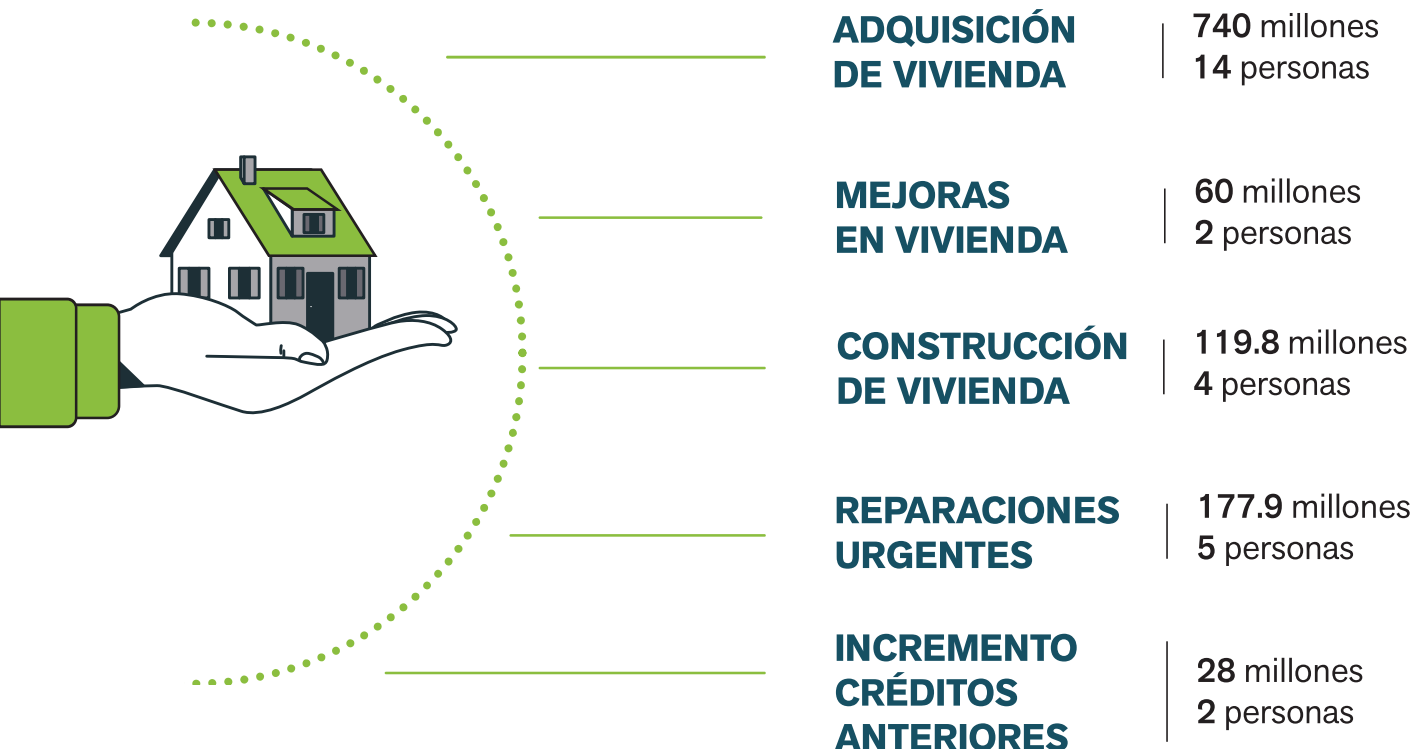 ADQUISICIÓN
DE VIVIENDA
740 millones
14 personas
MEJORAS
EN VIVIENDA
60 millones
2 personas
CONSTRUCCIÓN
DE VIVIENDA
119.8 millones
4 personas
REPARACIONES
URGENTES
177.9 millones
5 personas
INCREMENTO
CRÉDITOS
ANTERIORES
28 millones
2 personas